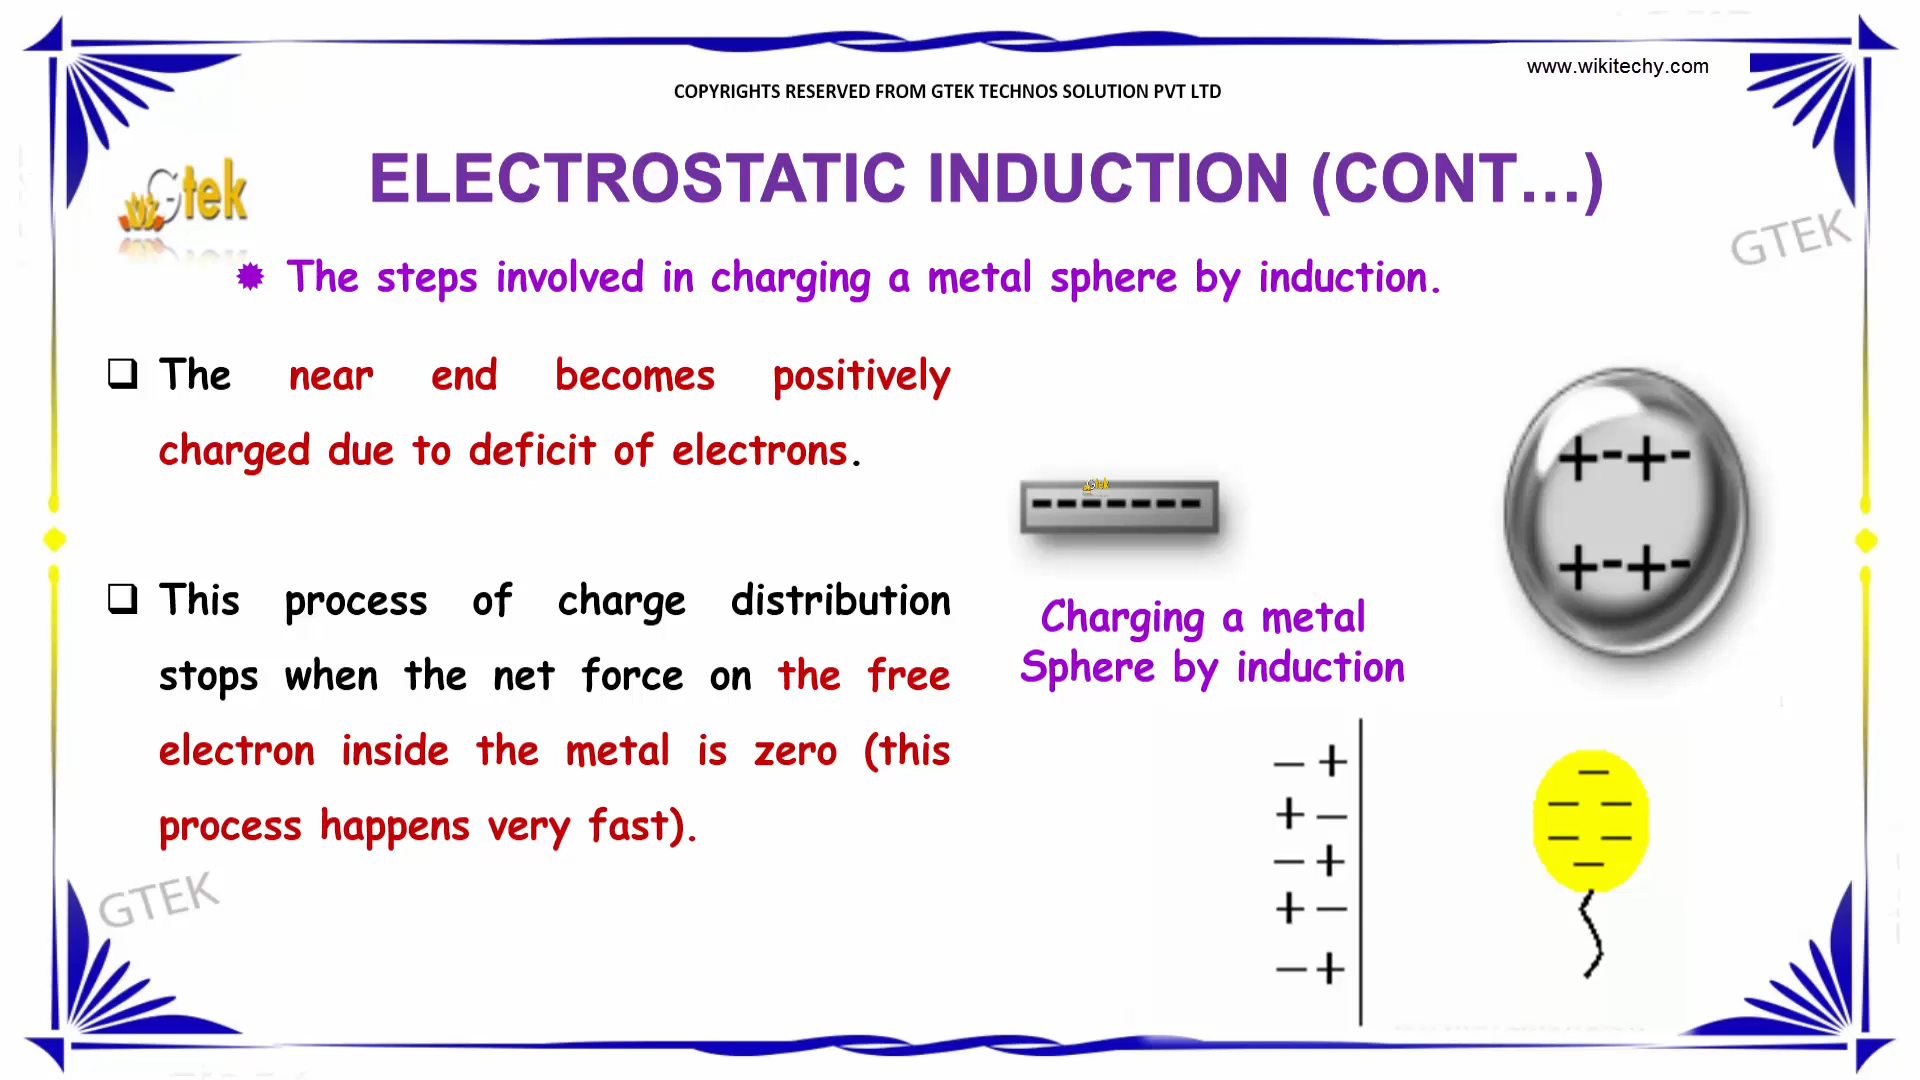 www.wikitechy.com
COPYRIGHTS RESERVED FROM GTEK TECHNOS SOLUTION PVT LTD
Gtek
ELECTROSTATIC INDUCTION (CONT...)
GTEK
The steps involved in charging a metal sphere by induction.
The near end becomes positively
charged due to deficit of electrons.
+-+-
Gtek
-------
+-+-
This process of charge distribution
stops when the net force on the free
electron inside the metal is zero (this
process happens very fast).
Charging a metal
Sphere by induction
GTEK
− +
+ −
− +
+ −
− +
−
− −
− −
−